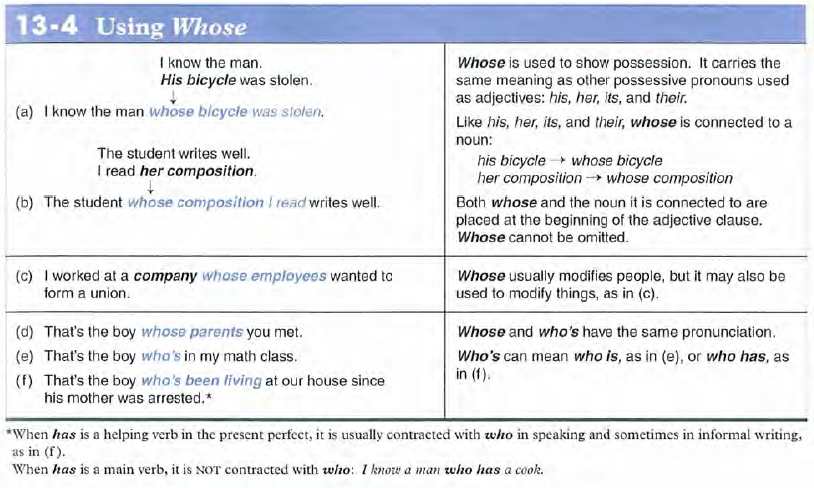 13-4 Using Whose
I know the man.
His bicycle was stolen.
↓
(a) I know the man whose bicycle was stolen.
The student writes well.
I read her composition.
↓
(b) The student whose composition I read writes well.
Whose is used to show possession. It carries the
same meaning as other possessive pronouns used
as adjectives: his, her, its, and their.
Like his, her, its, and their, whose is connected to a
noun:
his bicycle → whose bicycle
her composition → whose composition
Both whose and the noun it is connected to are
placed at the beginning of the adjective clause.
Whose cannot be omitted.
(c) I worked at a company whose employees wanted to
form a union.
Whose usually modifies people, but it may also be
used to modify things, as in (c).
(d) That's the boy whose parents you met.
(e) That's the boy who's in my math class.
(f) That's the boy who's been living at our house since
his mother was arrested.*
Whose and who's have the same pronunciation.
Who's can mean who is, as in (e), or who has, as
in (f).
*When has is a helping verb in the present perfect, it is usually contracted with who in speaking and sometimes in informal writing,
as in (f).
When has is a main verb, it is NOT contracted with who: I know a man who has a cook.